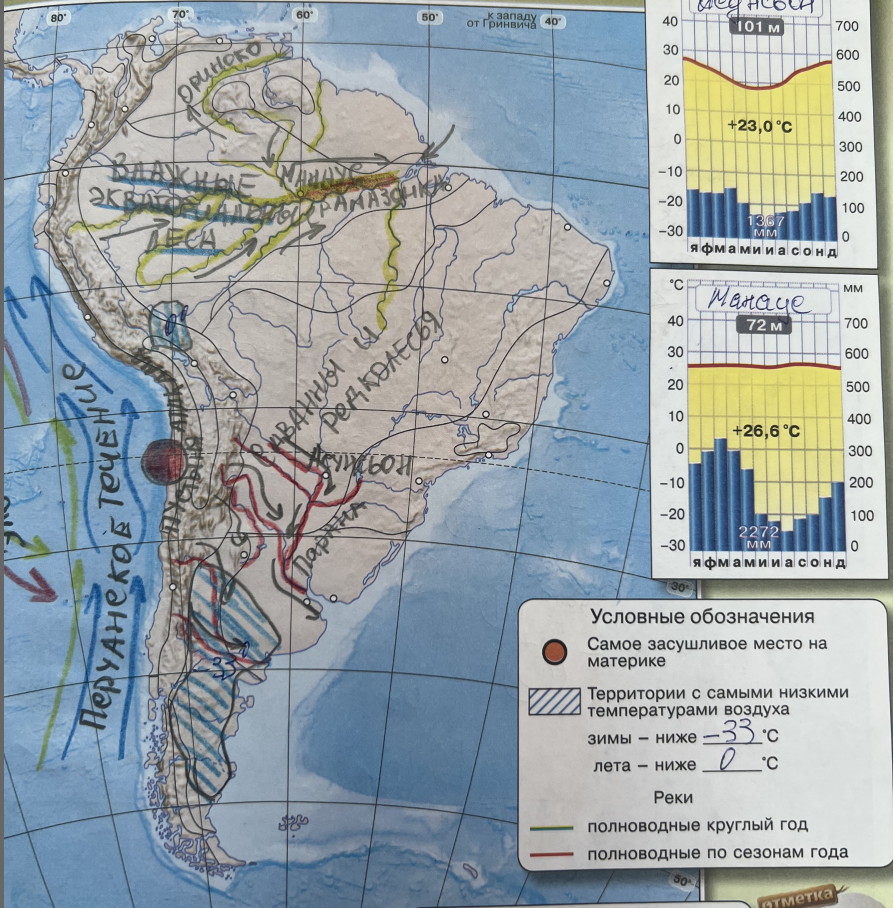 80°
70°
60°
50°
к западу
от Гринвича
40°
Ориноко
Манаус
АМАЗОНКА
ВЛАЖНЫЕ
ЭКВАТОРИАЛЬНЫЕ
ЛЕСА
0°
САВАННЫ И
РЕДКОЛЕСЬЯ
Асунсьон
Парана
ПУСТЫНЯ
ПЕРУАНСКОЕ ТЕЧЕНИЕ
-33
30°
50°
Асунсьон
101 м
40
30
20
10
0
−10
−20
−30
700
600
500
400
300
200
100
0
+23,0 °C
1367
мм
я ф м а м и и а с о н д
°C
Манаус
мм
72 м
40
30
20
10
0
−10
−20
−30
700
600
500
400
300
200
100
0
+26,6 °C
2272
мм
я ф м а м и и а с о н д
Условные обозначения
Самое засушливое место на
материке
Территории с самыми низкими
температурами воздуха
зимы – ниже −33 °C
лета – ниже 0 °C
Реки
полноводные круглый год
полноводные по сезонам года
отметка